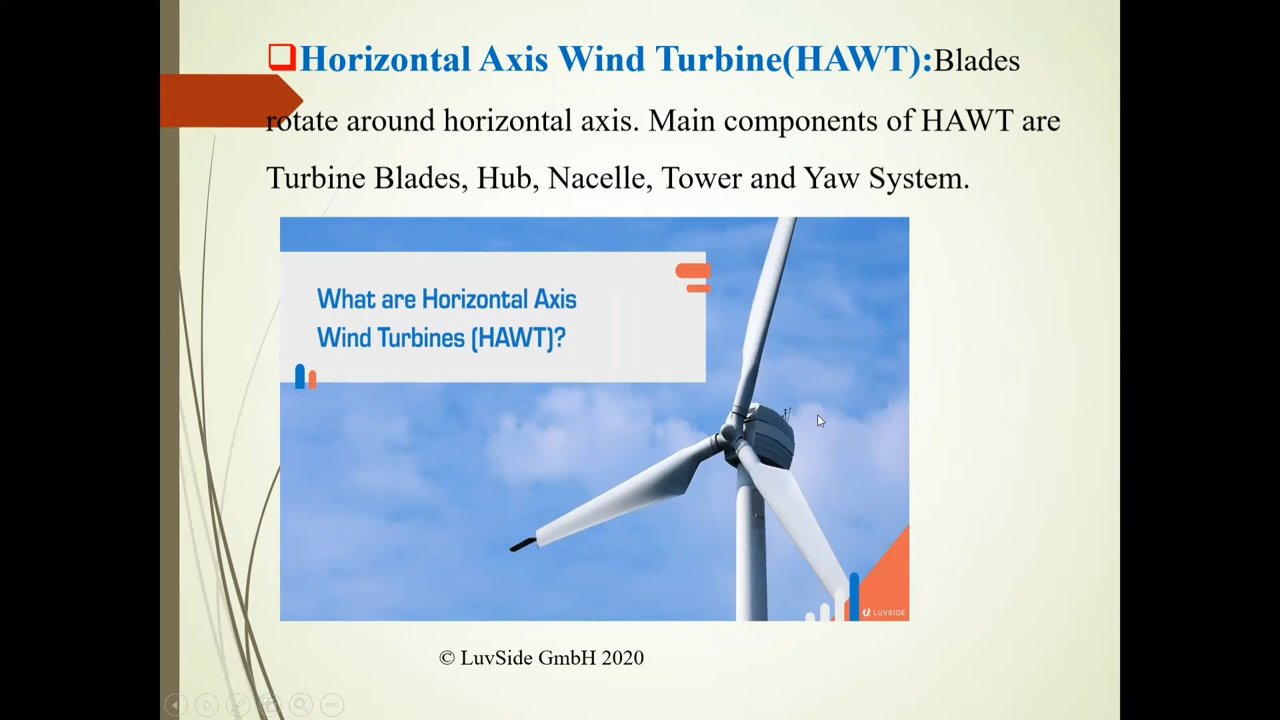 Horizontal Axis Wind Turbine(HAWT):Blades
rotate around horizontal axis. Main components of HAWT are
Turbine Blades, Hub, Nacelle, Tower and Yaw System.
What are Horizontal Axis
Wind Turbines (HAWT)?
LUVSIDE
© LuvSide GmbH 2020